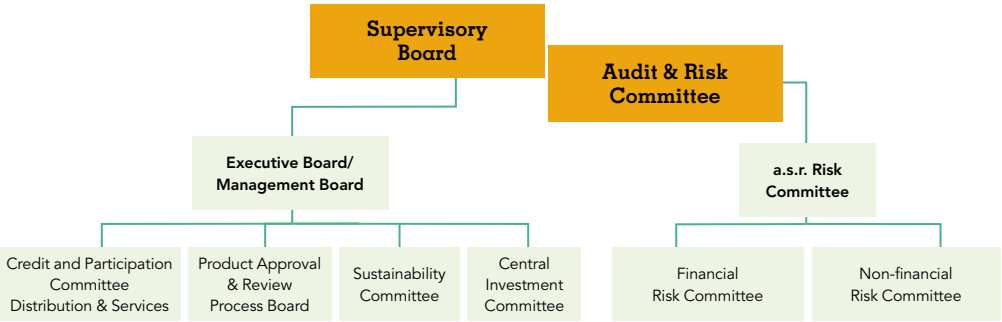 Supervisory
Board
Audit & Risk
Committee
Executive Board/
Management Board
a.s.r. Risk
Committee
Credit and Participation
Committee
Distribution & Services
Product Approval
& Review
Process Board
Sustainability
Committee
Central
Investment
Committee
Financial
Risk Committee
Non-financial
Risk Committee